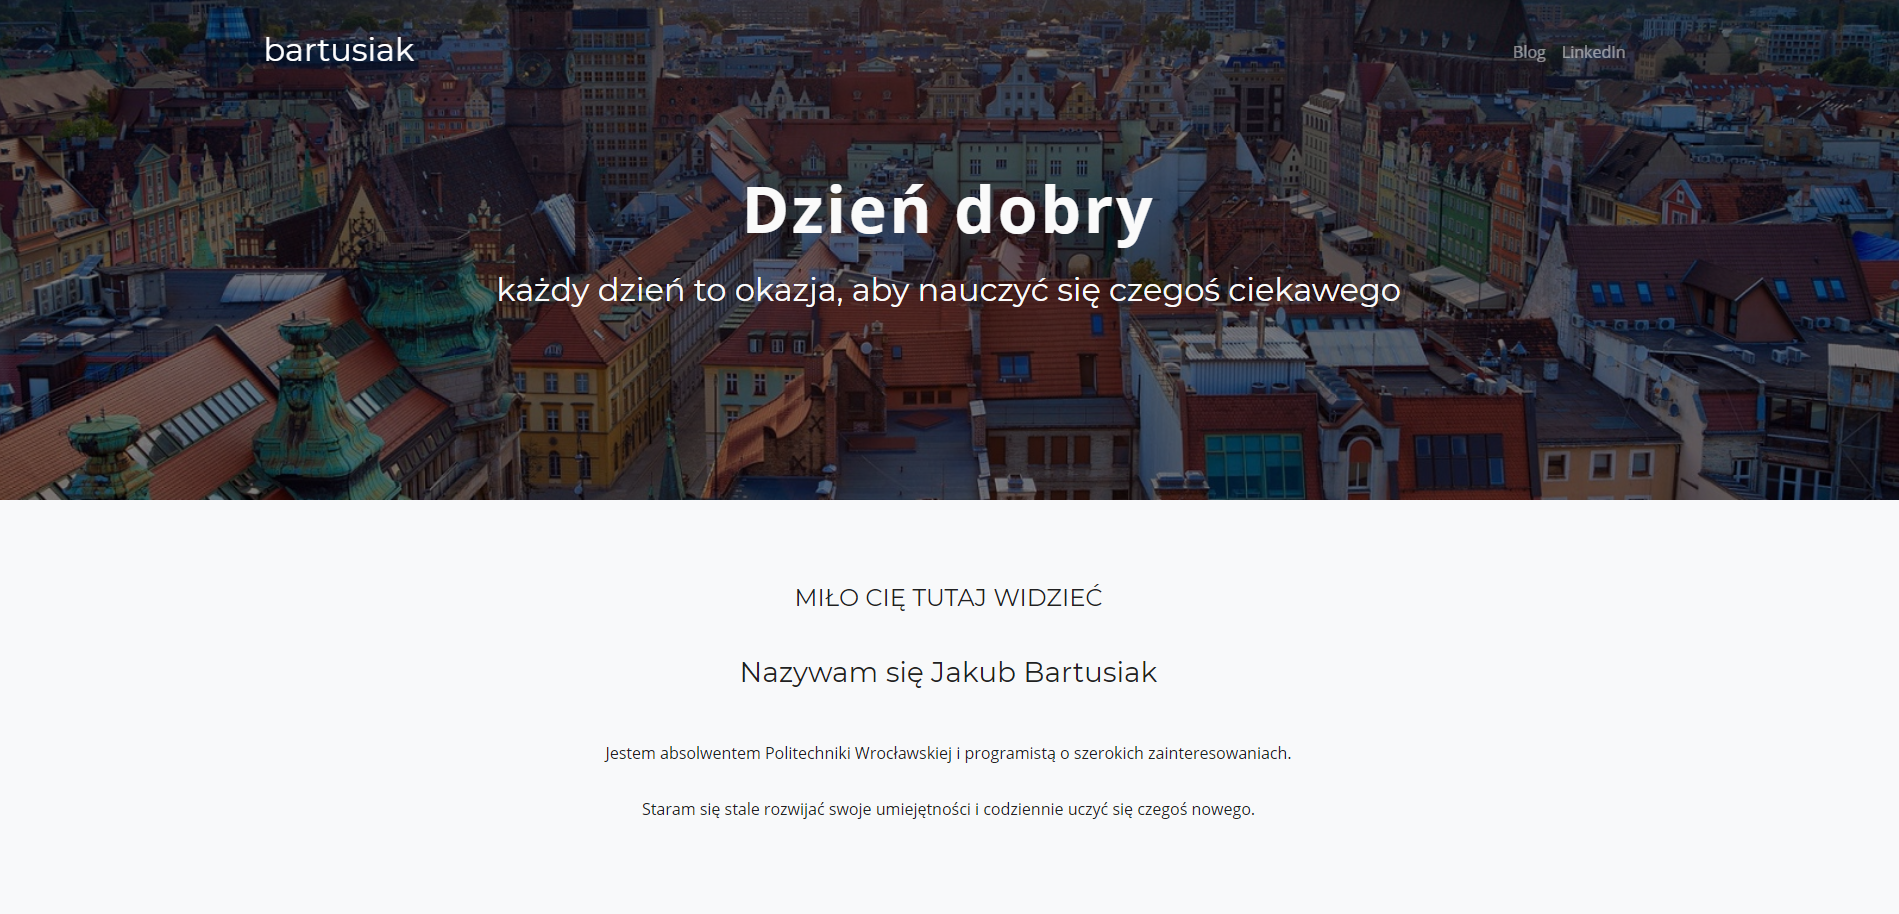 bartusiak
Blog LinkedIn
Dzień dobry
każdy dzień to okazja, aby nauczyć się czegoś ciekawego
MIŁO CIĘ TUTAJ WIDZIEĆ
Nazywam się Jakub Bartusiak
Jestem absolwentem Politechniki Wrocławskiej i programistą o szerokich zainteresowaniach.
Staram się stale rozwijać swoje umiejętności i codziennie uczyć się czegoś nowego.